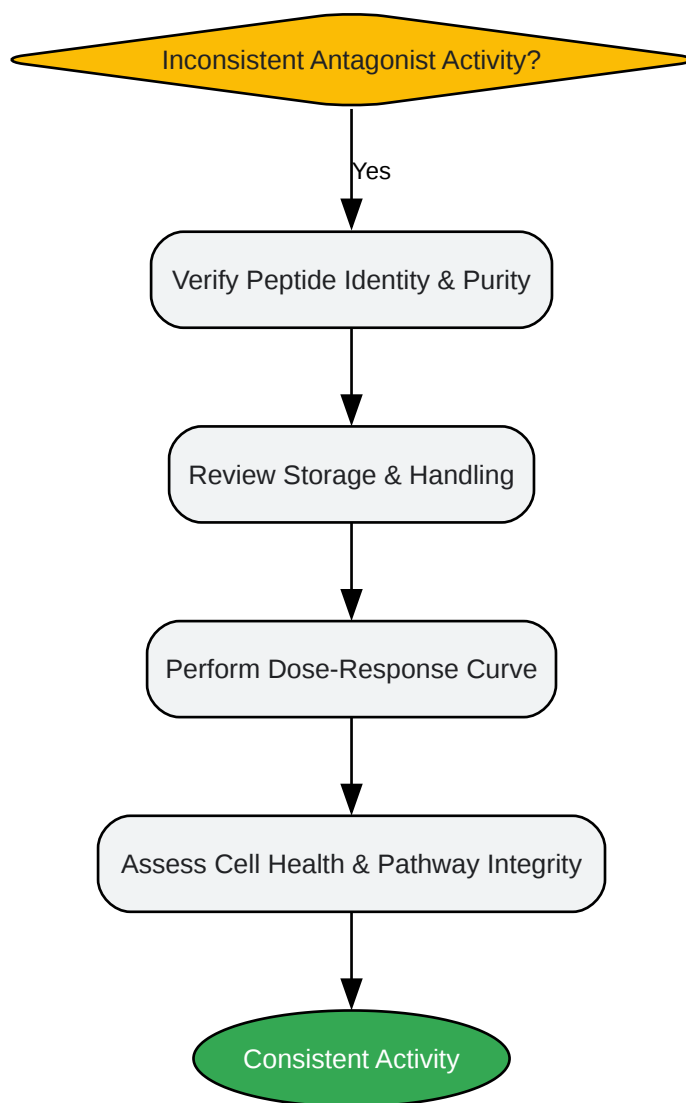 Inconsistent Antagonist Activity?
Yes
Verify Peptide Identity & Purity
Review Storage & Handling
Perform Dose-Response Curve
Assess Cell Health & Pathway Integrity
Consistent Activity